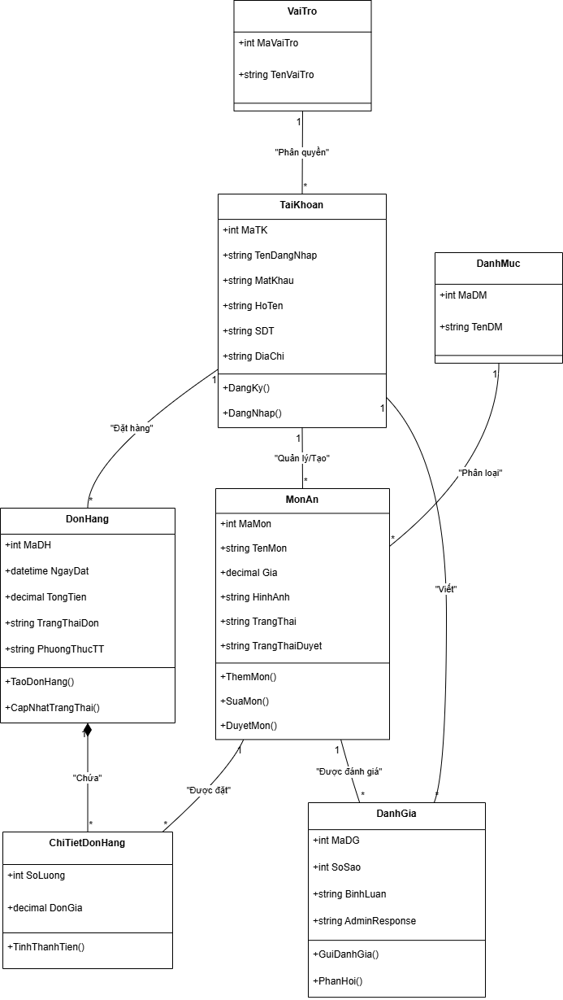 VaiTro
+int MaVaiTro
+string TenVaiTro
1
"Phân quyền"
*
TaiKhoan
+int MaTK
+string TenDangNhap
+string MatKhau
+string HoTen
+string SDT
+string DiaChi
+DangKy()
+DangNhap()
DanhMuc
+int MaDM
+string TenDM
1
1
1
"Đặt hàng"
*
1
"Quản lý/Tạo"
*
"Phân loại"
*
DonHang
+int MaDH
+datetime NgayDat
+decimal TongTien
+string TrangThaiDon
+string PhuongThucTT
+TaoDonHang()
+CapNhatTrangThai()
MonAn
+int MaMon
+string TenMon
+decimal Gia
+string HinhAnh
+string TrangThai
+string TrangThaiDuyet
+ThemMon()
+SuaMon()
+DuyetMon()
"Viết"
*
1
"Chứa"
*
1
"Được đặt"
*
1
"Được đánh giá"
*
ChiTietDonHang
+int SoLuong
+decimal DonGia
+TinhThanhTien()
DanhGia
+int MaDG
+int SoSao
+string BinhLuan
+string AdminResponse
+GuiDanhGia()
+PhanHoi()